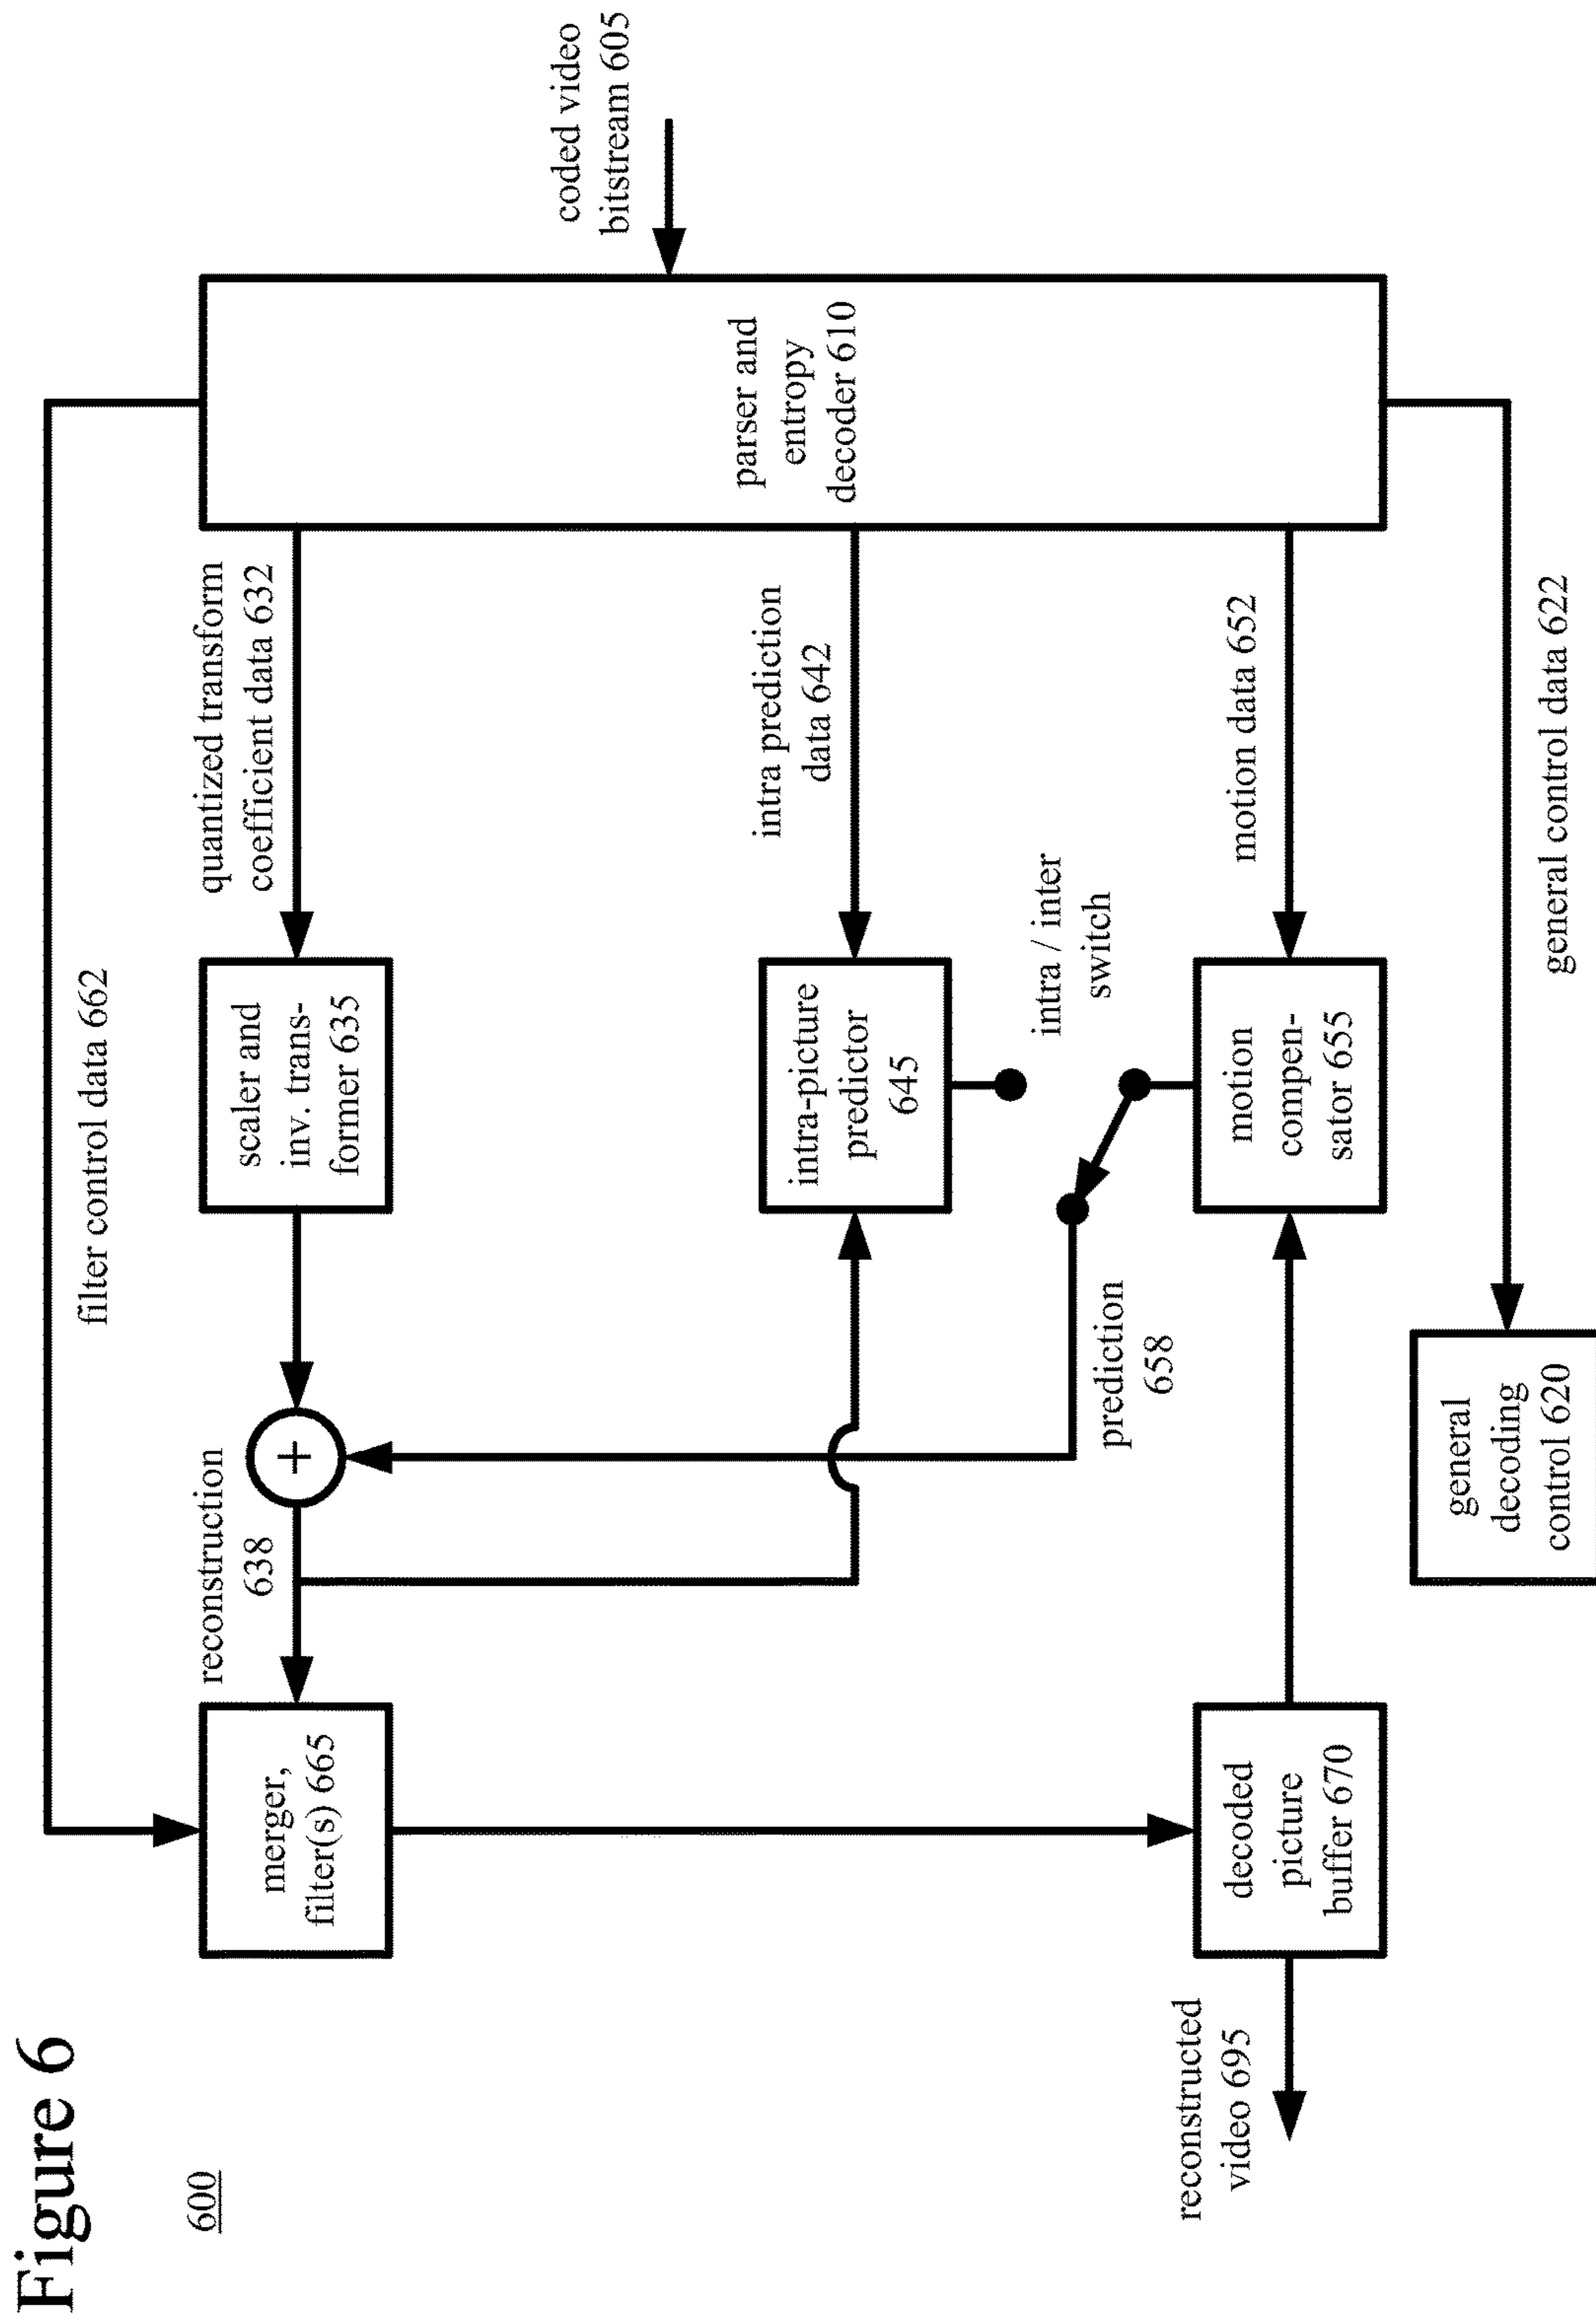 Figure 6
600
coded video
bitstream 605
parser and
entropy
decoder 610
filter control data 662
quantized transform
coefficient data 632
intra prediction
data 642
motion data 652
general control data 622
scaler and
inv. trans-
former 635
intra-picture
predictor
645
intra / inter
switch
motion
compen-
sator 655
prediction
658
general
decoding
control 620
+
reconstruction
638
merger,
filter(s) 665
decoded
picture
buffer 670
reconstructed
video 695